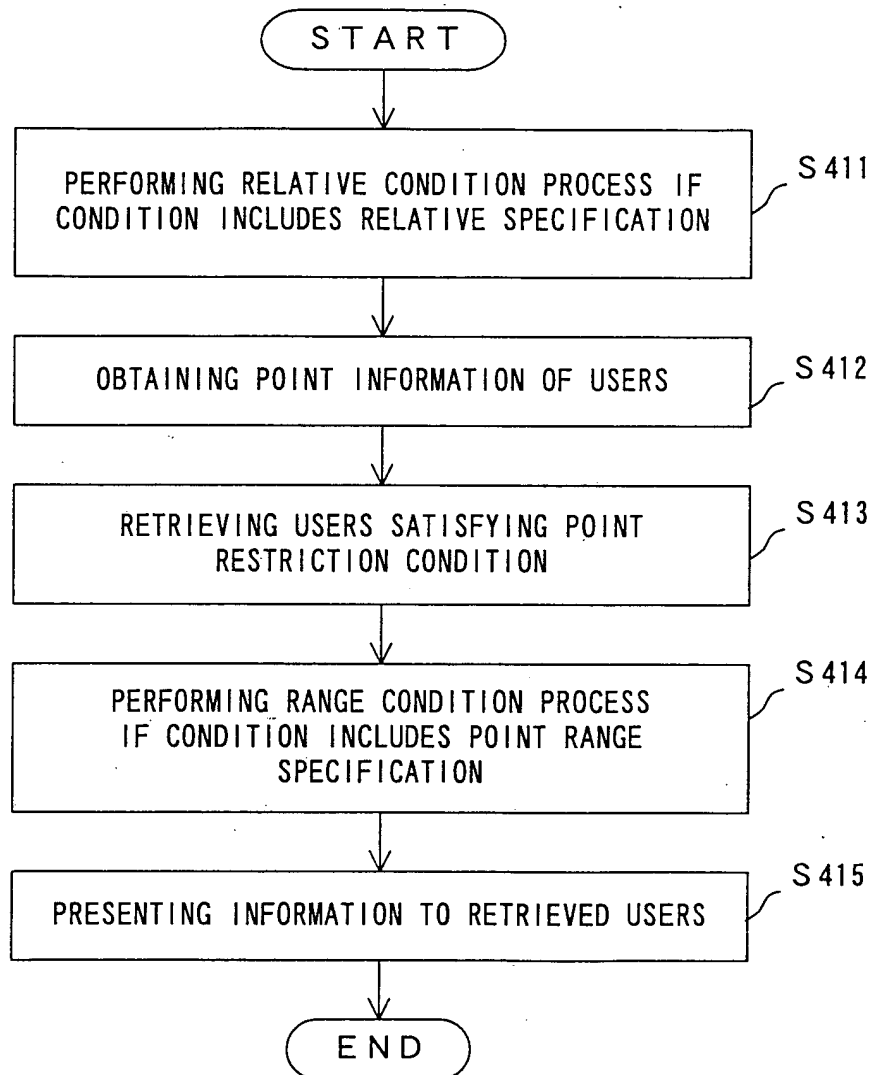 START
PERFORMING RELATIVE CONDITION PROCESS IF
CONDITION INCLUDES RELATIVE SPECIFICATION
S411
OBTAINING POINT INFORMATION OF USERS
S412
RETRIEVING USERS SATISFYING POINT
RESTRICTION CONDITION
S413
PERFORMING RANGE CONDITION PROCESS
IF CONDITION INCLUDES POINT RANGE
SPECIFICATION
S414
PRESENTING INFORMATION TO RETRIEVED USERS
S415
END